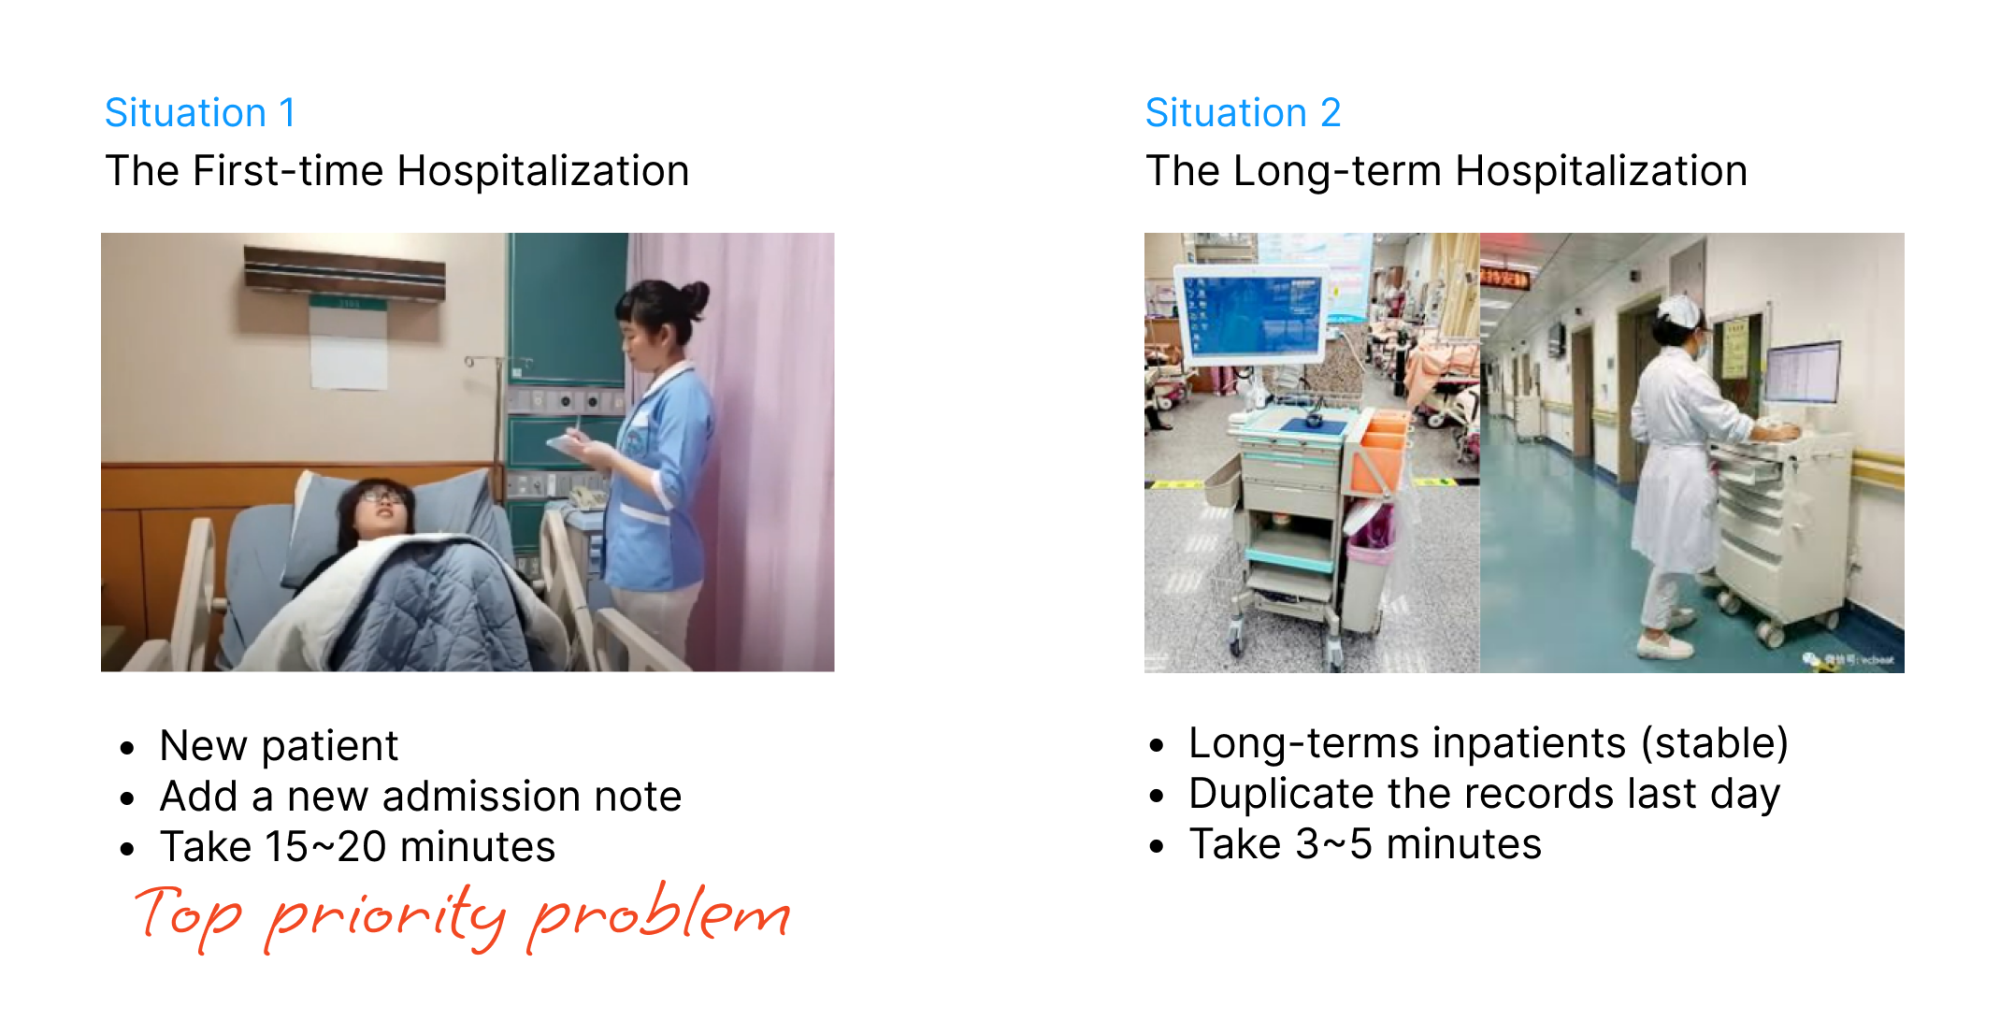 Situation 1
The First-time Hospitalization
New patient
Add a new admission note
Take 15~20 minutes
Top priority problem
Situation 2
The Long-term Hospitalization
Long-terms inpatients (stable)
Duplicate the records last day
Take 3~5 minutes